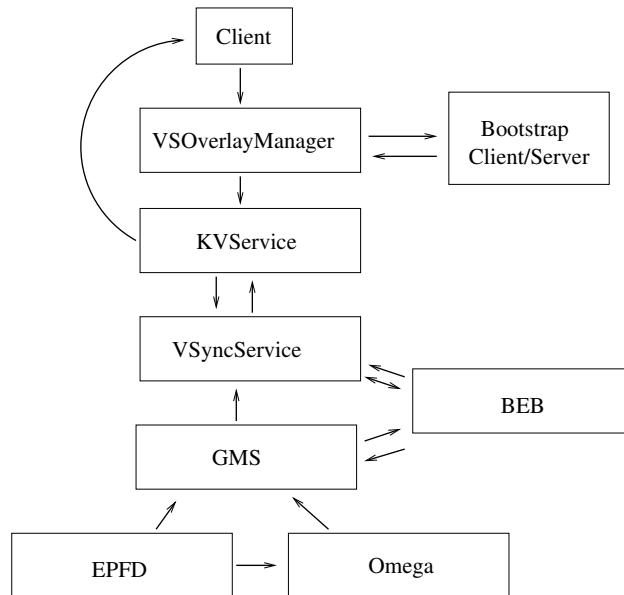 Client
VSOverlayManager
Bootstrap
Client/Server
KVService
VSyncService
BEB
GMS
EPFD
Omega